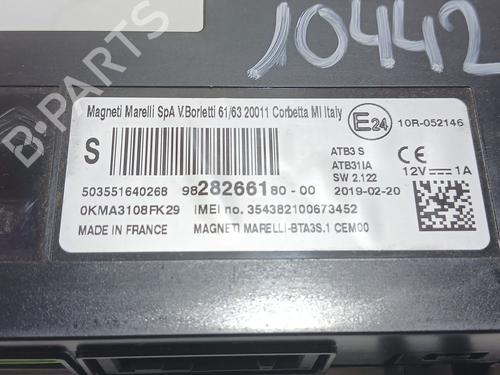 10442
B-PARTS
Magneti Marelli SpA V.Borletti 61/63 20011 Corbetta MI Italy
E24
10R-052146
S
ATB3 S
ATB311A
SW 2.122
2019-02-20
CE
12V 1A
503551640268
9828266180-00
0KMA3108FK29
IMEI no. 354382100673452
MADE IN FRANCE
MAGNETI MARELLI-BTA3S.1 CEM00